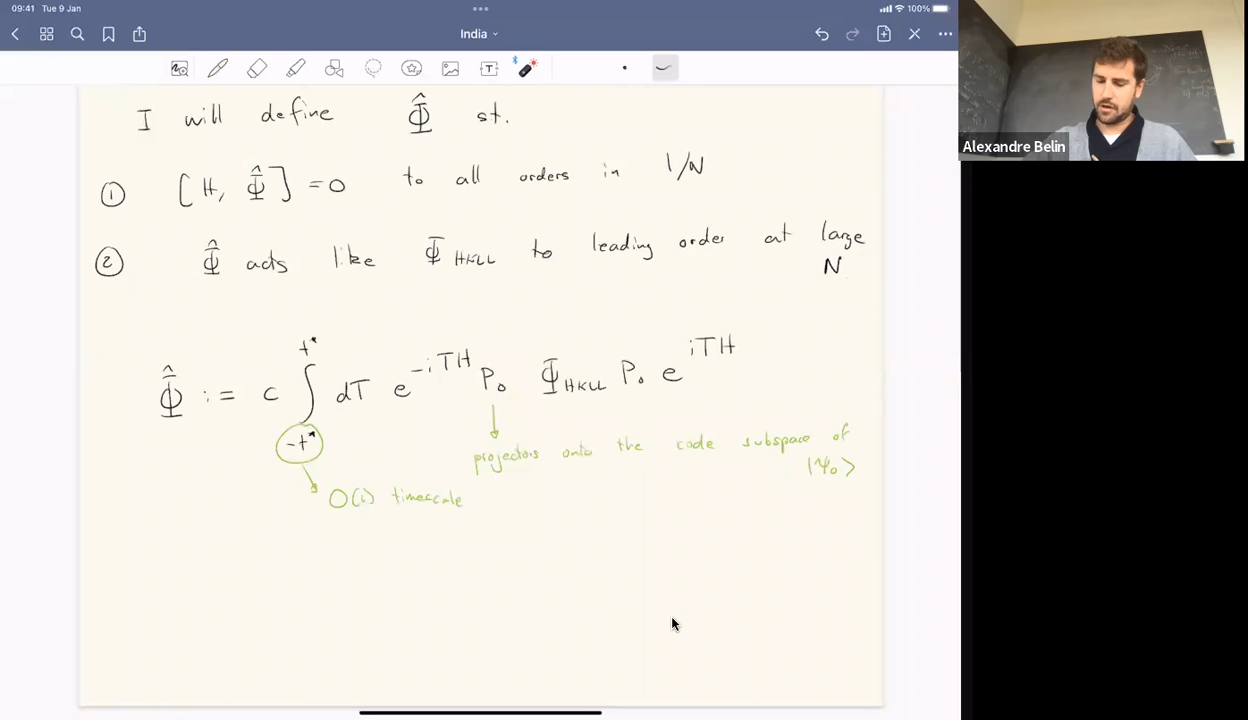 09:41 Tue 9 Jan
100%
India
I will define Φ̂ st.
① [H, Φ̂] = 0 to all orders in 1/N
② Φ̂ acts like Φ_HKLL to leading order at large
N
Φ̂ := c ∫_{-t*}^{t*} dT e^{-iTH} P₀ Φ_HKLL P₀ e^{iTH}
projectors onto the code subspace of
|Ψ₀⟩
O(1) timescale
Alexandre Belin